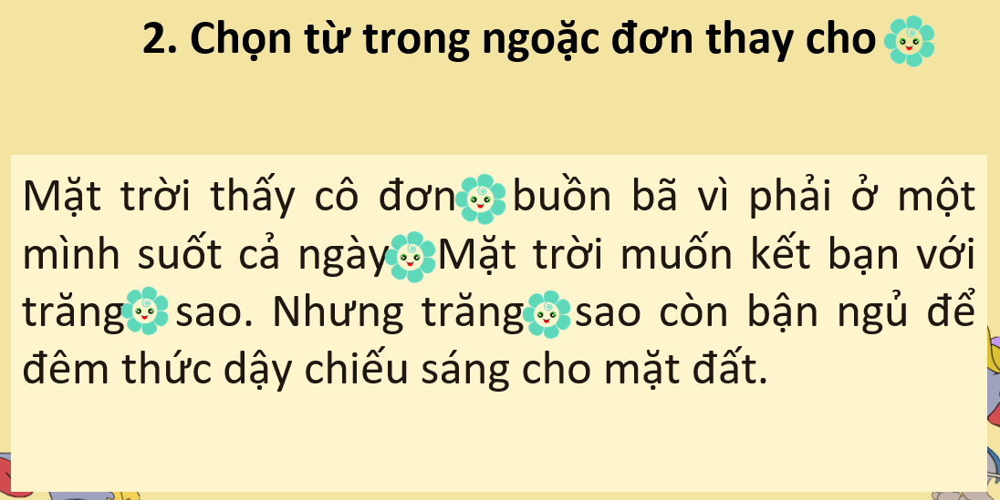 2. Chọn từ trong ngoặc đơn thay cho
Mặt trời thấy cô đơn buồn bã vì phải ở một
mình suốt cả ngày Mặt trời muốn kết bạn với
trăng sao. Nhưng trăng sao còn bận ngủ để
đêm thức dậy chiếu sáng cho mặt đất.